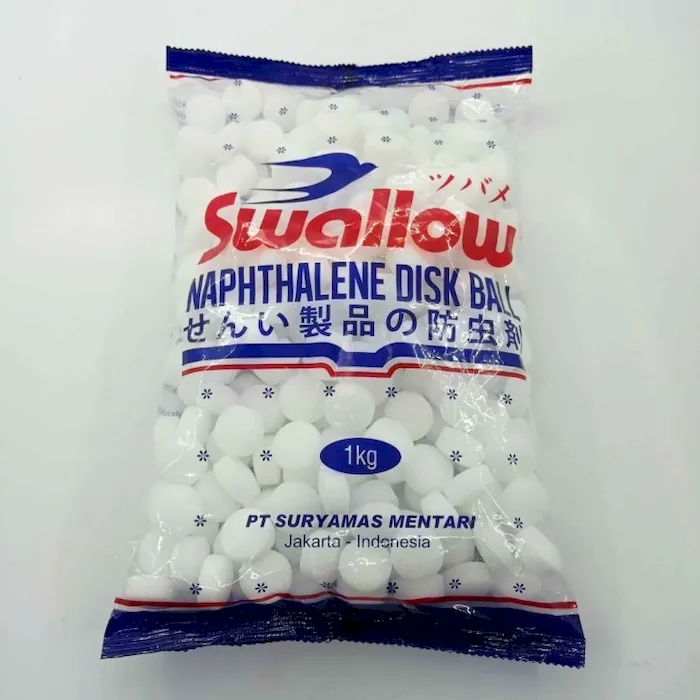 ツバメ
Swallow
NAPHTHALENE DISK BALL
せんい製品の防虫剤
1kg
PT SURYAMAS MENTARI
Jakarta - Indonesia